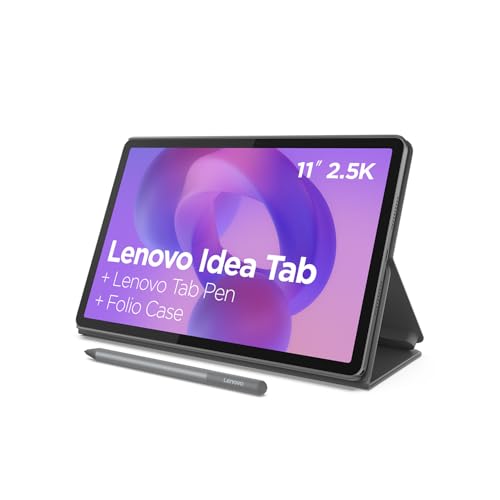 11" 2.5K
Lenovo Idea Tab
+ Lenovo Tab Pen
+ Folio Case
Lenovo